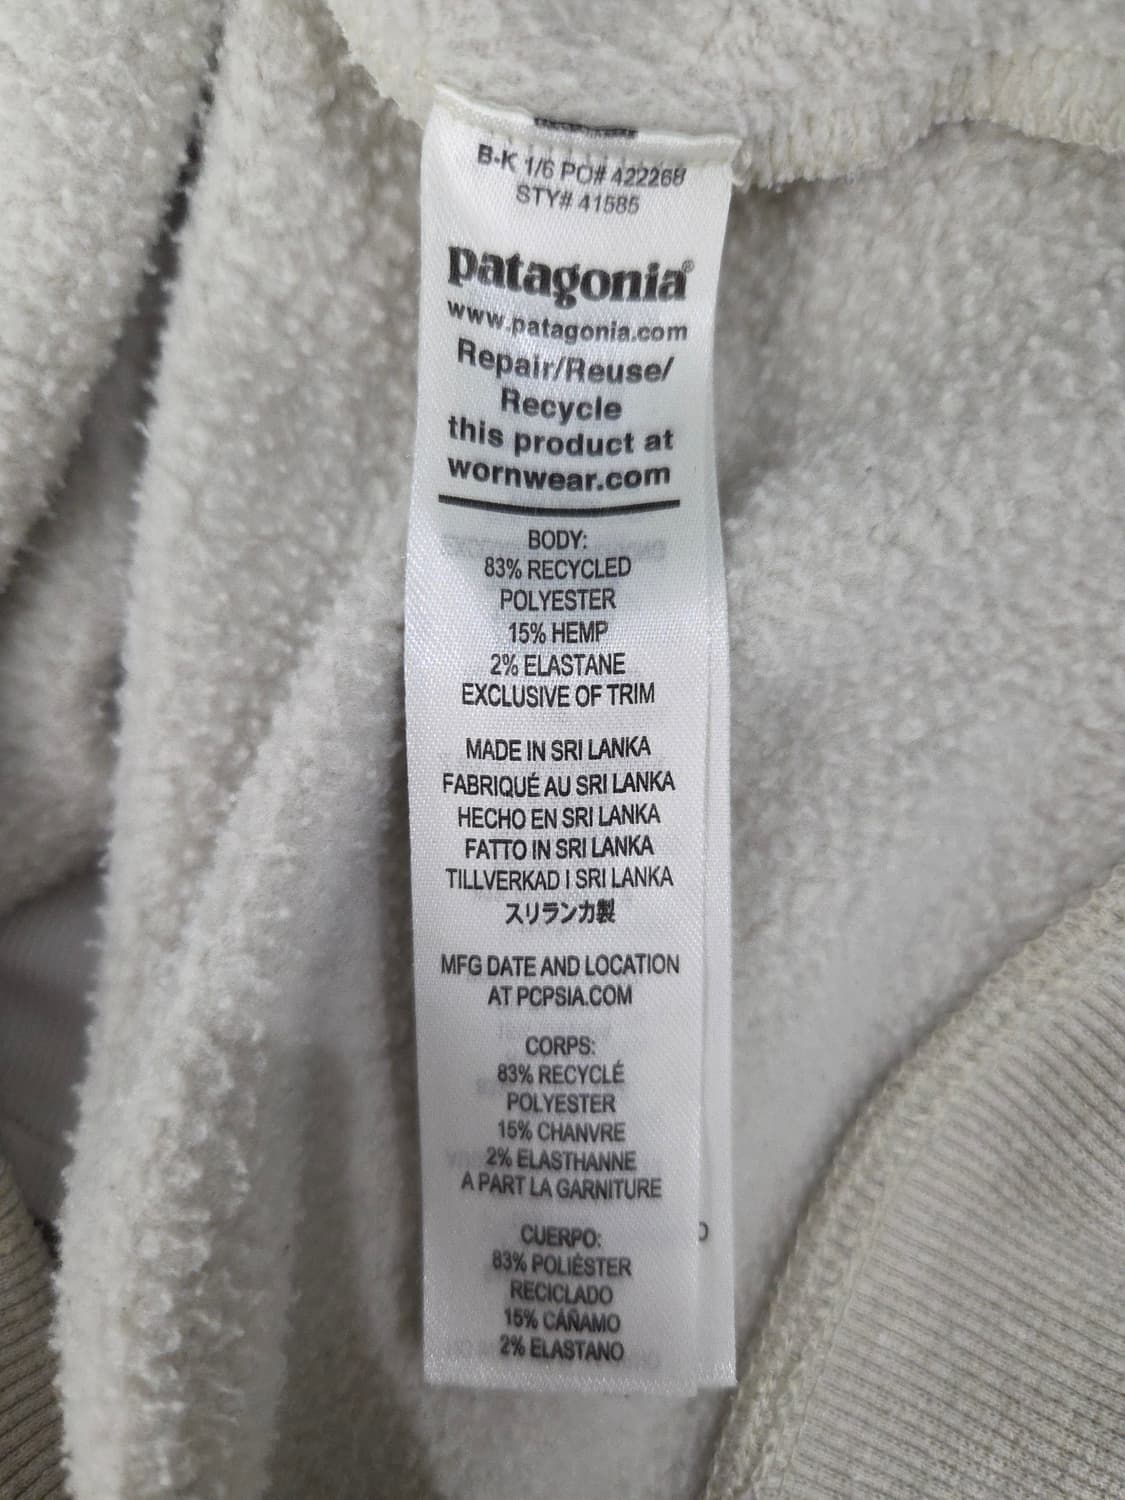 B-K 1/6 PO# 422268
STY# 41585
patagonia®
www.patagonia.com
Repair/Reuse/
Recycle
this product at
wornwear.com
BODY:
83% RECYCLED
POLYESTER
15% HEMP
2% ELASTANE
EXCLUSIVE OF TRIM
MADE IN SRI LANKA
FABRIQUÉ AU SRI LANKA
HECHO EN SRI LANKA
FATTO IN SRI LANKA
TILLVERKAD I SRI LANKA
スリランカ製
MFG DATE AND LOCATION
AT PCPSIA.COM
CORPS:
83% RECYCLÉ
POLYESTER
15% CHANVRE
2% ELASTHANNE
A PART LA GARNITURE
CUERPO:
83% POLIÉSTER
RECICLADO
15% CÁÑAMO
2% ELASTANO